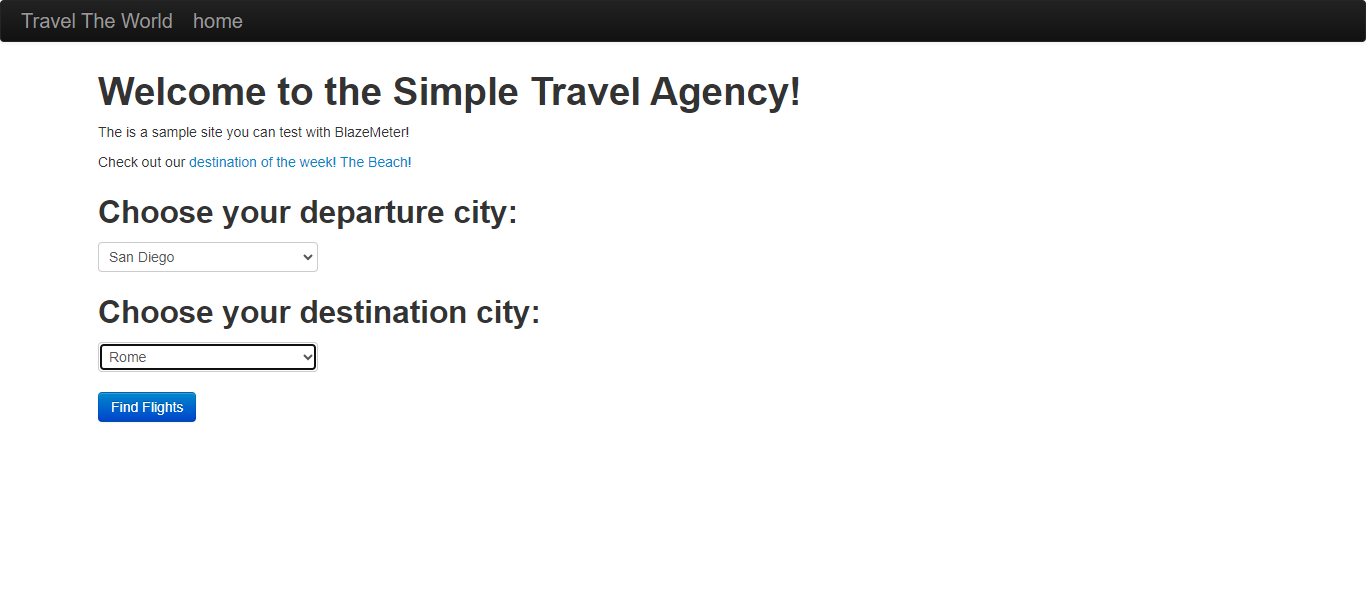 Travel The World home
Welcome to the Simple Travel Agency!
The is a sample site you can test with BlazeMeter!
Check out our destination of the week! The Beach!
Choose your departure city:
San Diego
Choose your destination city:
Rome
Find Flights